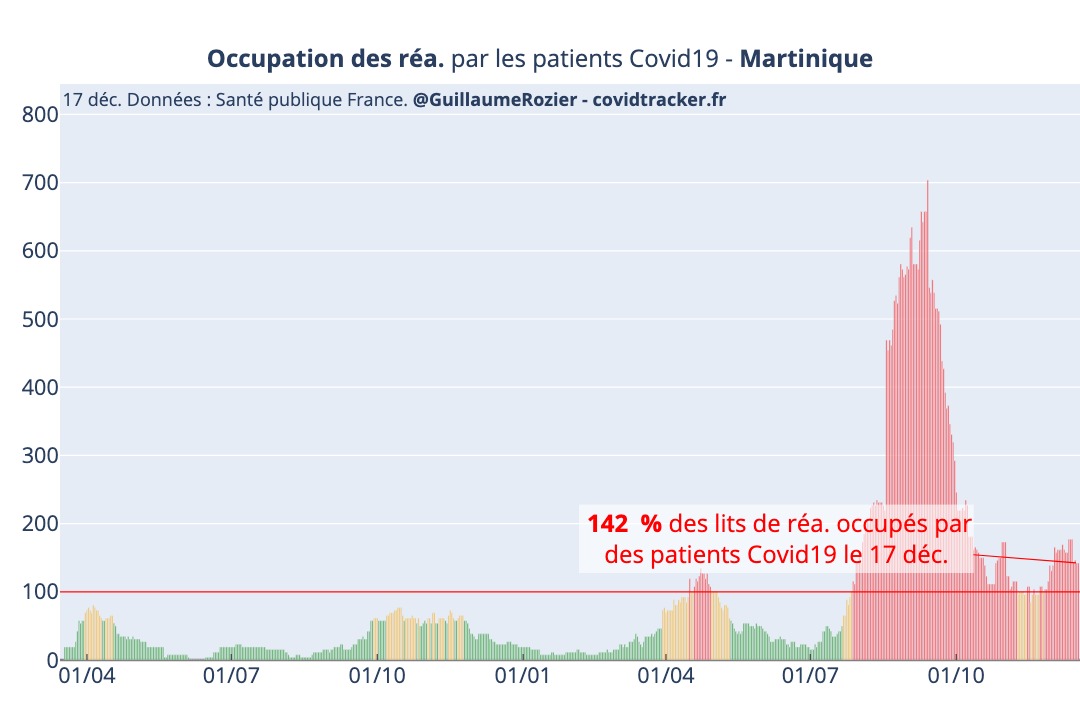 Occupation des réa. par les patients Covid19 - Martinique
17 déc. Données : Santé publique France. @GuillaumeRozier - covidtracker.fr
800
700
600
500
400
300
200
100
0
142 % des lits de réa. occupés par
des patients Covid19 le 17 déc.
01/04 01/07 01/10 01/01 01/04 01/07 01/10